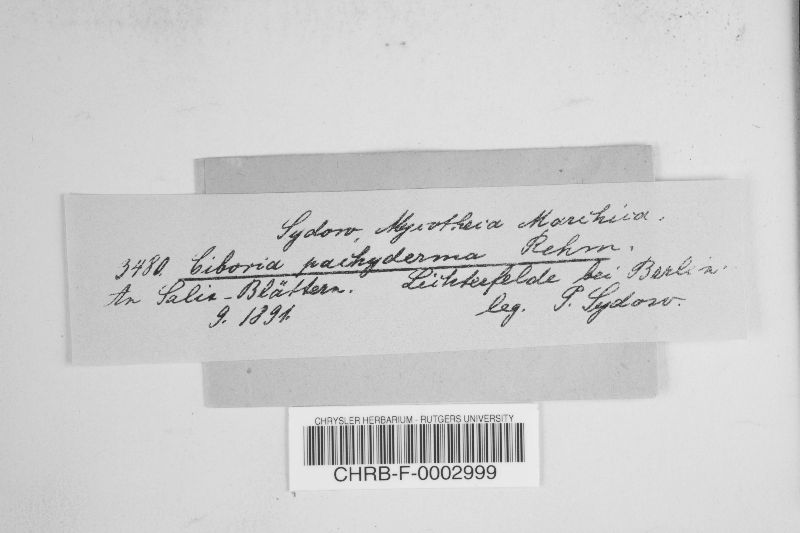 Sydow, Mycotheca Marchica.
3480. Ciboria pachyderma Rehm.
An Salix-Blättern. Lichterfelde bei Berlin.
9. 1891. leg. P. Sydow.
CHRYSLER HERBARIUM - RUTGERS UNIVERSITY
CHRB-F-0002999